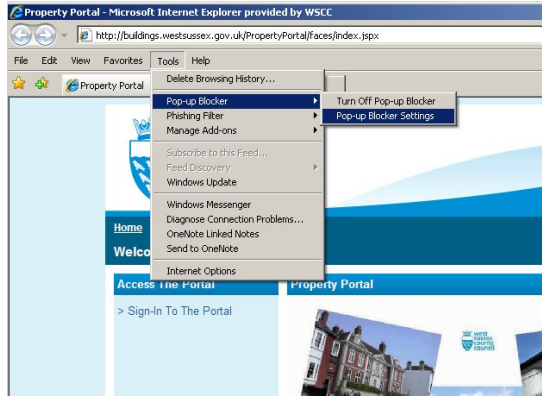 Property Portal - Microsoft Internet Explorer provided by WSCC
http://buildings.westsussex.gov.uk/PropertyPortal/faces/index.jspx
File Edit View Favorites Tools Help
Property Portal
Delete Browsing History...
Pop-up Blocker
Turn Off Pop-up Blocker
Phishing Filter
Pop-up Blocker Settings
Manage Add-ons
Subscribe to this Feed...
Feed Discovery
Windows Update
Windows Messenger
Diagnose Connection Problems...
OneNote Linked Notes
Send to OneNote
Internet Options
Home
Welco
Access The Portal
Property Portal
> Sign-In To The Portal
west
sussex
county
council